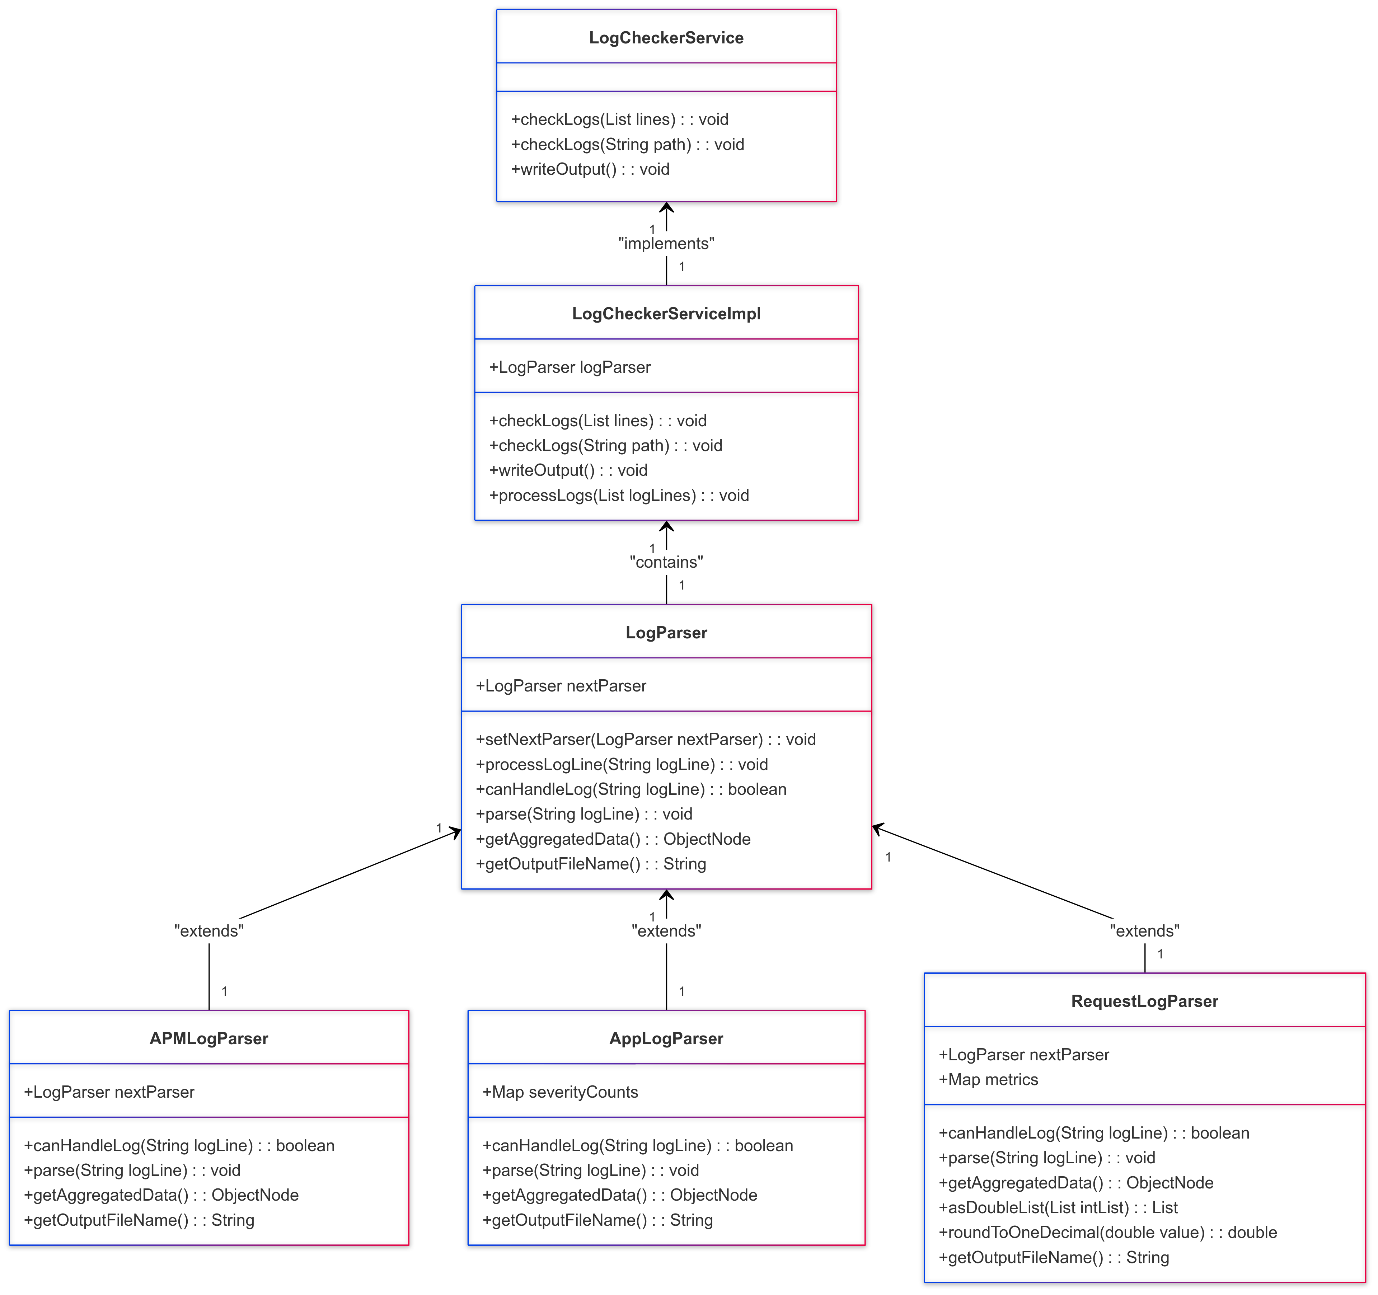 LogCheckerService
+checkLogs(List lines) : : void
+checkLogs(String path) : : void
+writeOutput() : : void
1
"implements"
1
LogCheckerServiceImpl
+LogParser logParser
+checkLogs(List lines) : : void
+checkLogs(String path) : : void
+writeOutput() : : void
+processLogs(List logLines) : : void
1
"contains"
1
LogParser
+LogParser nextParser
+setNextParser(LogParser nextParser) : : void
+processLogLine(String logLine) : : void
+canHandleLog(String logLine) : : boolean
+parse(String logLine) : : void
+getAggregatedData() : : ObjectNode
+getOutputFileName() : : String
1
"extends"
1
1
"extends"
1
1
"extends"
1
APMLogParser
+LogParser nextParser
+canHandleLog(String logLine) : : boolean
+parse(String logLine) : : void
+getAggregatedData() : : ObjectNode
+getOutputFileName() : : String
AppLogParser
+Map severityCounts
+canHandleLog(String logLine) : : boolean
+parse(String logLine) : : void
+getAggregatedData() : : ObjectNode
+getOutputFileName() : : String
RequestLogParser
+LogParser nextParser
+Map metrics
+canHandleLog(String logLine) : : boolean
+parse(String logLine) : : void
+getAggregatedData() : : ObjectNode
+asDoubleList(List intList) : : List
+roundToOneDecimal(double value) : : double
+getOutputFileName() : : String